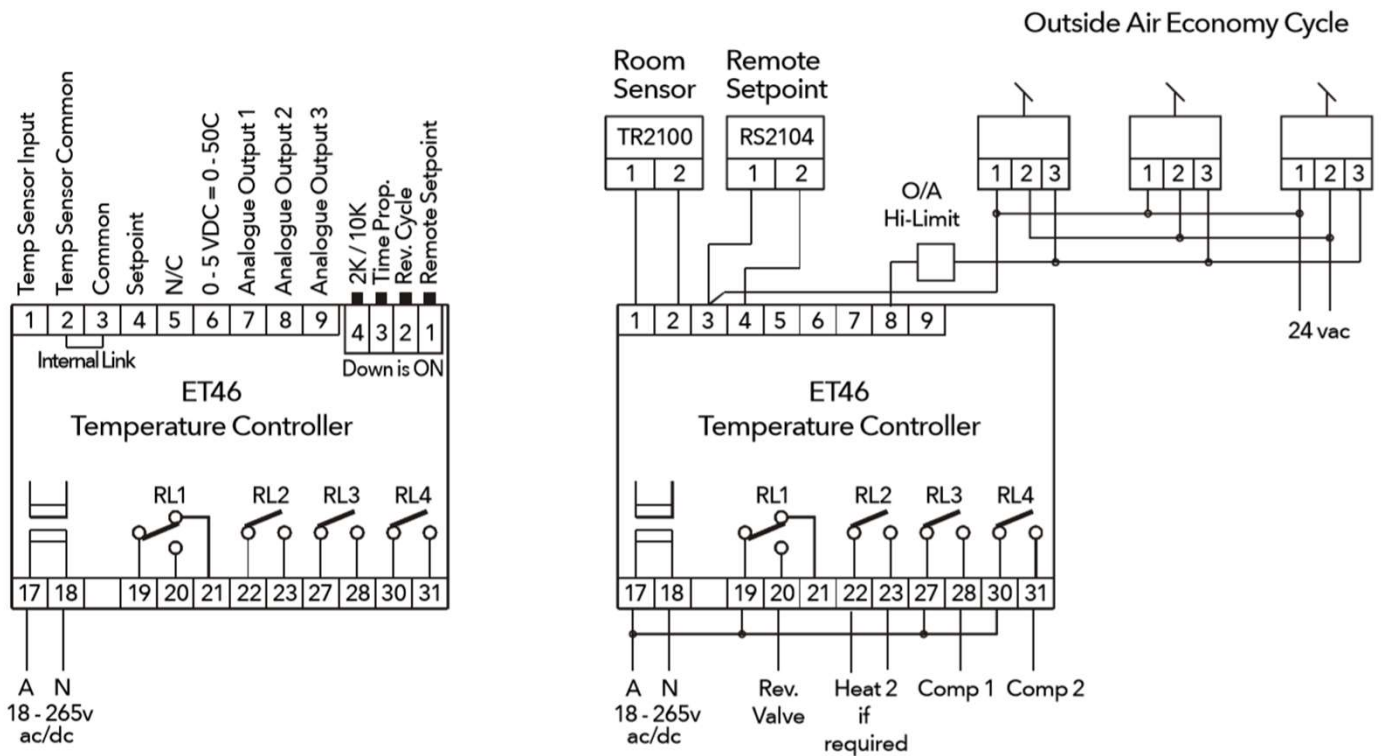 Temp Sensor Input
Temp Sensor Common
Common
Setpoint
N/C
0 - 5 VDC = 0 - 50C
Analogue Output 1
Analogue Output 2
Analogue Output 3
2K / 10K
Time Prop.
Rev. Cycle
Remote Setpoint
1 2 3 4 5 6 7 8 9
4 3 2 1
Internal Link
Down is ON
ET46
Temperature Controller
RL1 RL2 RL3 RL4
17 18 19 20 21 22 23 27 28 30 31
A N
18 - 265v
ac/dc
Outside Air Economy Cycle
Room
Sensor
Remote
Setpoint
TR2100
1 2
RS2104
1 2
1 2 3
1 2 3
1 2 3
O/A
Hi-Limit
24 vac
1 2 3 4 5 6 7 8 9
ET46
Temperature Controller
RL1 RL2 RL3 RL4
17 18 19 20 21 22 23 27 28 30 31
A N
18 - 265v
ac/dc
Rev.
Valve
Heat 2
if
required
Comp 1
Comp 2